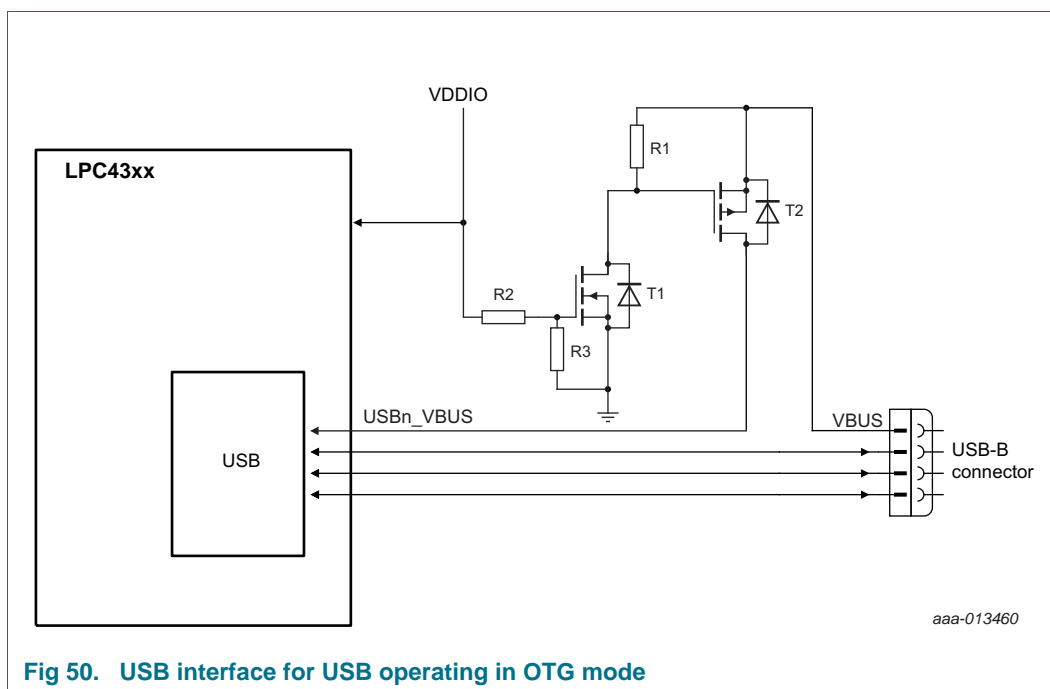 VDDIO
LPC43xx
R1
T2
R2
T1
R3
USBn_VBUS
VBUS
USB
USB-B
connector
aaa-013460
Fig 50. USB interface for USB operating in OTG mode